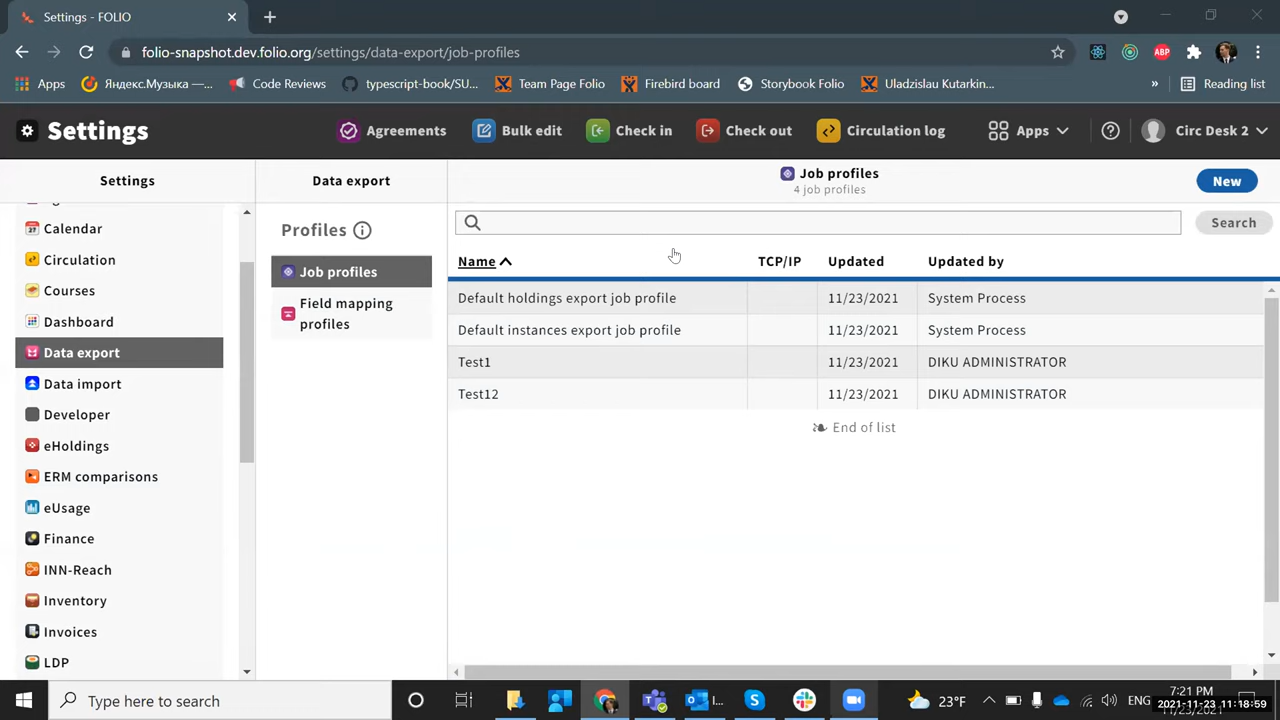 Settings - FOLIO
folio-snapshot.dev.folio.org/settings/data-export/job-profiles
ABP
Apps
Яндекс.Музыка —...
Code Reviews
typescript-book/SU...
Team Page Folio
Firebird board
Storybook Folio
Uladzislau Kutarkin...
»
Reading list
Settings
Agreements
Bulk edit
Check in
Check out
Circulation log
Apps
Circ Desk 2
Settings
Data export
Job profiles
4 job profiles
New
Calendar
Circulation
Courses
Dashboard
Data export
Data import
Developer
eHoldings
ERM comparisons
eUsage
Finance
INN-Reach
Inventory
Invoices
LDP
Profiles
Job profiles
Field mapping
profiles
Search
Name TCP/IP Updated Updated by
Default holdings export job profile 11/23/2021 System Process
Default instances export job profile 11/23/2021 System Process
Test1 11/23/2021 DIKU ADMINISTRATOR
Test12 11/23/2021 DIKU ADMINISTRATOR
End of list
Type here to search
I...
23°F
ENG
7:21 PM
2021-11-23 11:18:59